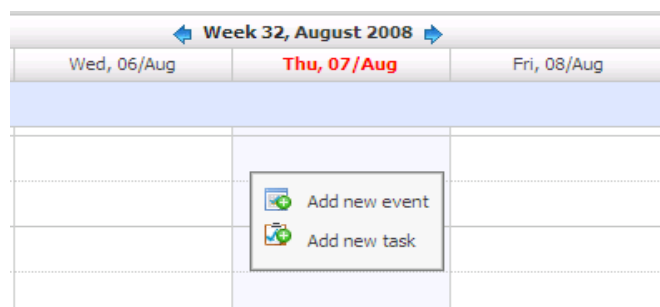 Week 32, August 2008
Wed, 06/Aug Thu, 07/Aug Fri, 08/Aug
Add new event
Add new task